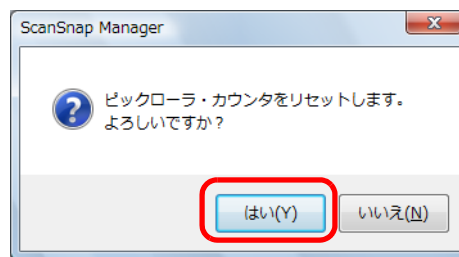 ScanSnap Manager
ピックローラ・カウンタをリセットします。
よろしいですか？
はい(Y) いいえ(N)